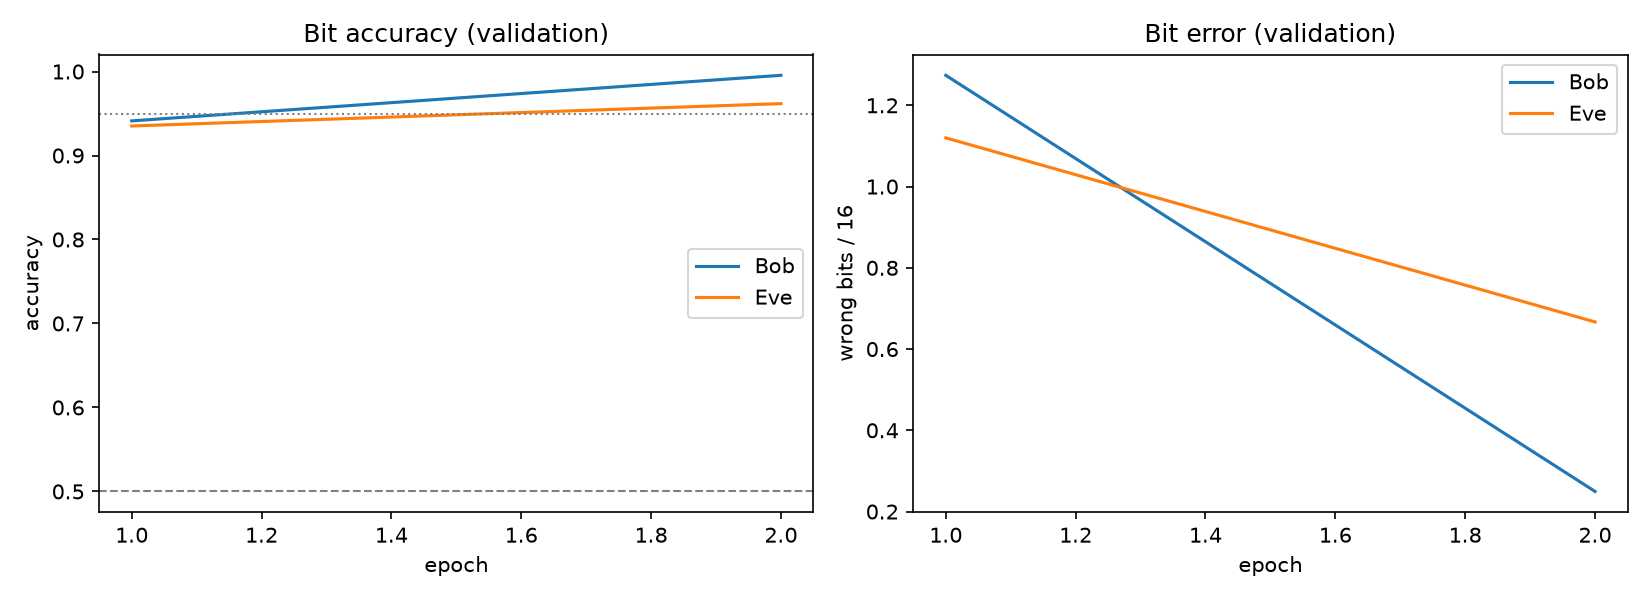 Bit accuracy (validation)
1.0
0.9
0.8
0.7
0.6
0.5
accuracy
Bob
Eve
1.0 1.2 1.4 1.6 1.8 2.0
epoch
Bit error (validation)
1.2
1.0
0.8
0.6
0.4
0.2
wrong bits / 16
Bob
Eve
1.0 1.2 1.4 1.6 1.8 2.0
epoch